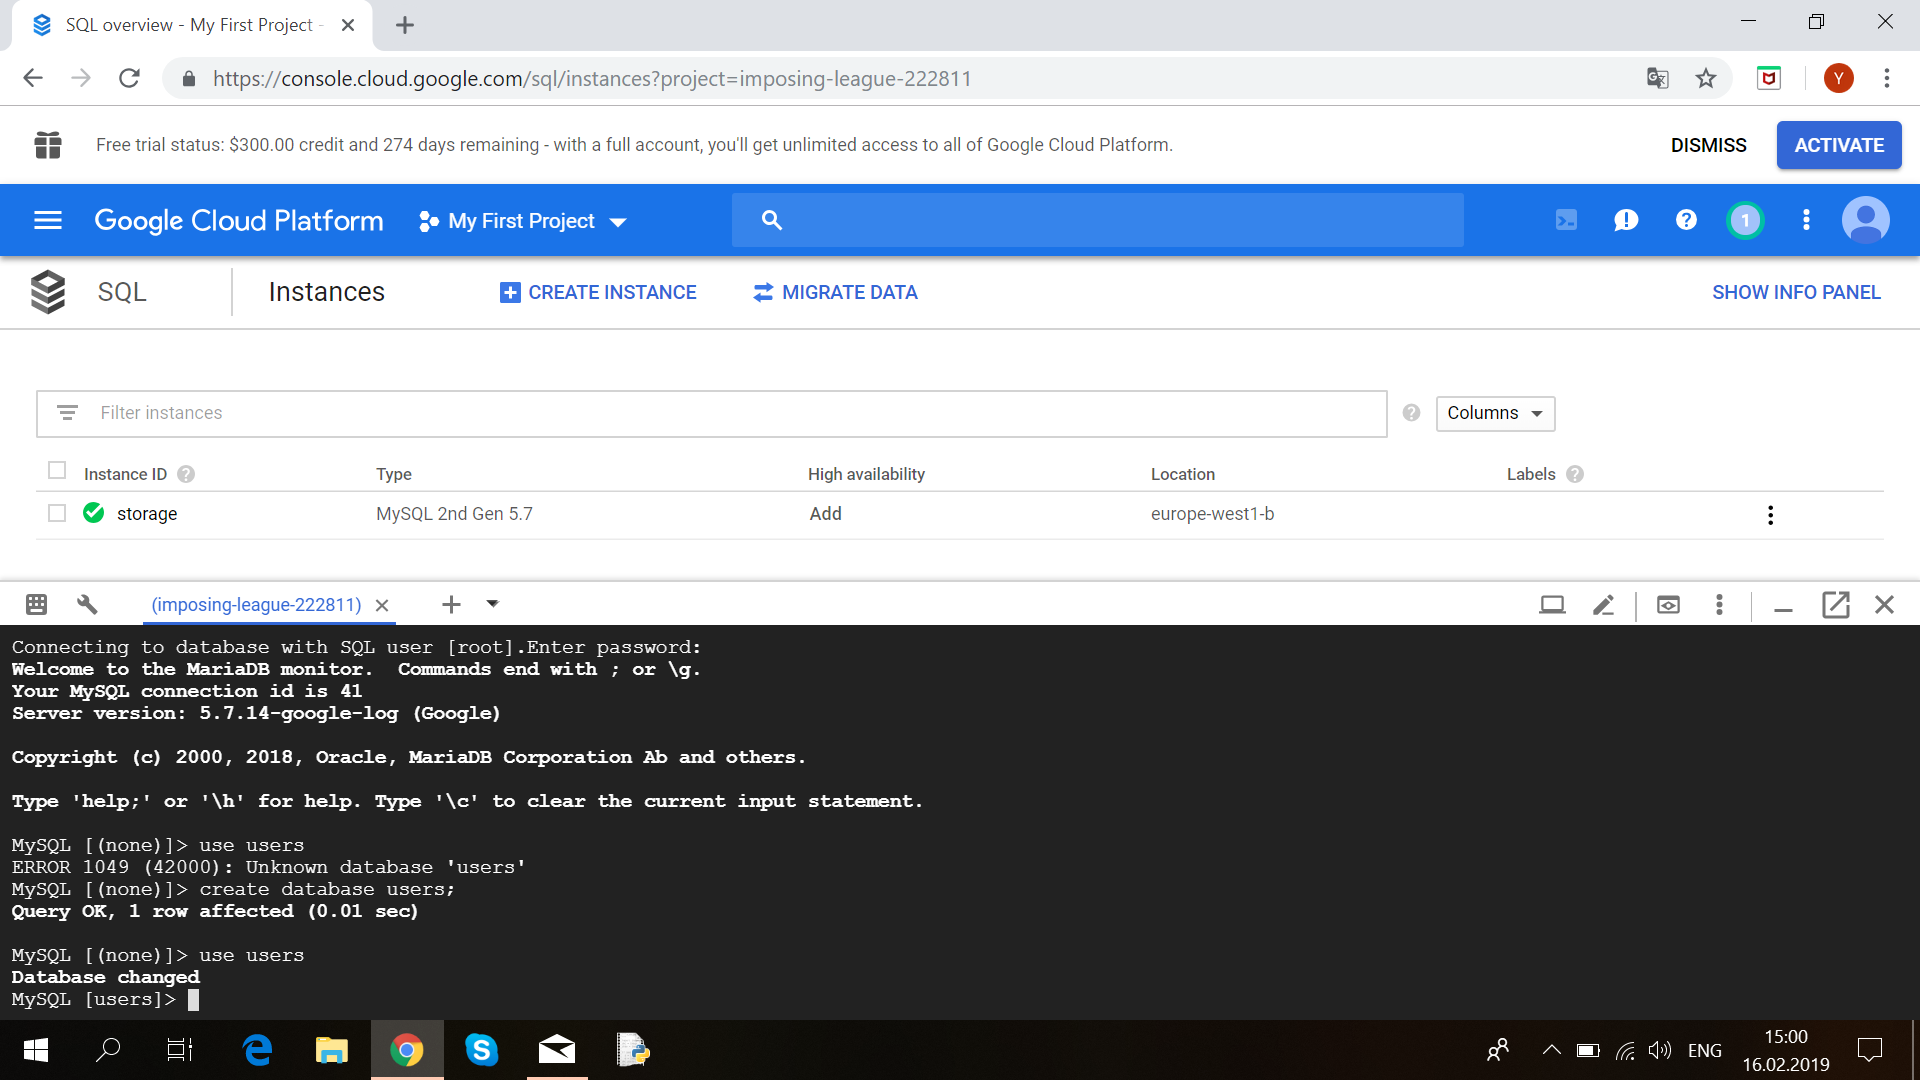 SQL overview - My First Project -
https://console.cloud.google.com/sql/instances?project=imposing-league-222811
Y
Free trial status: $300.00 credit and 274 days remaining - with a full account, you'll get unlimited access to all of Google Cloud Platform.
DISMISS
ACTIVATE
Google Cloud Platform
My First Project
1
SQL
Instances
CREATE INSTANCE
MIGRATE DATA
SHOW INFO PANEL
Filter instances
Columns
Instance ID
Type
High availability
Location
Labels
storage
MySQL 2nd Gen 5.7
Add
europe-west1-b
(imposing-league-222811)
Connecting to database with SQL user [root].Enter password:
Welcome to the MariaDB monitor.  Commands end with ; or \g.
Your MySQL connection id is 41
Server version: 5.7.14-google-log (Google)
Copyright (c) 2000, 2018, Oracle, MariaDB Corporation Ab and others.
Type 'help;' or '\h' for help. Type '\c' to clear the current input statement.
MySQL [(none)]> use users
ERROR 1049 (42000): Unknown database 'users'
MySQL [(none)]> create database users;
Query OK, 1 row affected (0.01 sec)
MySQL [(none)]> use users
Database changed
MySQL [users]>
ENG
15:00
16.02.2019